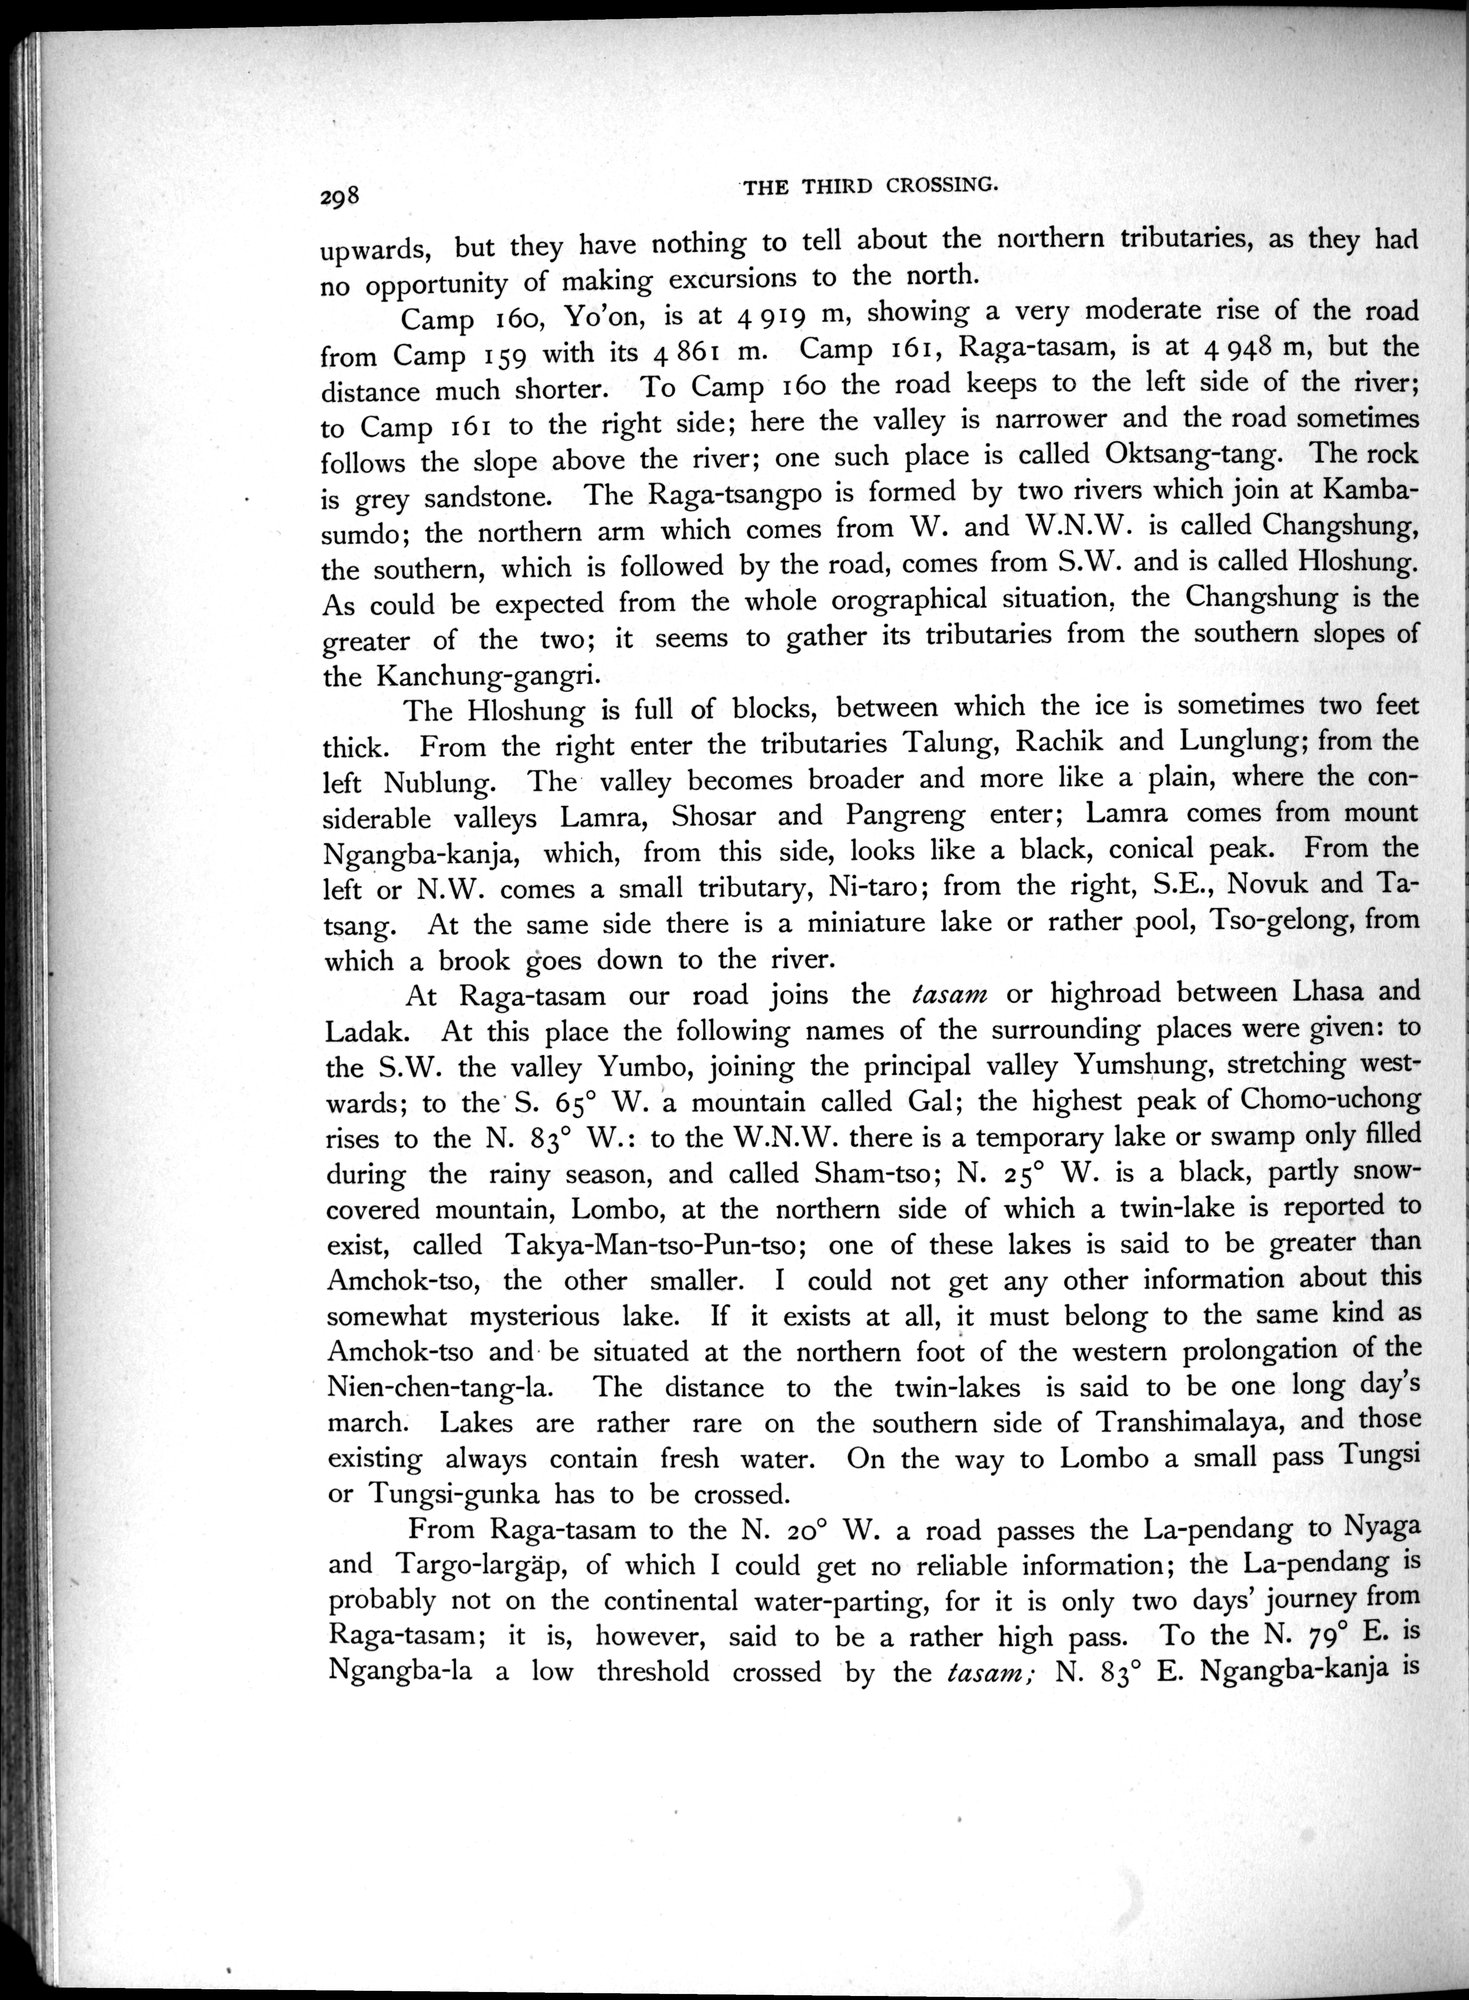 298
THE THIRD CROSSING.
upwards, but they have nothing to tell about the northern tributaries, as they had
no opportunity of making excursions to the north.
Camp 160, Yo'on, is at 4 919 m, showing a very moderate rise of the road
from Camp 159 with its 4 861 m. Camp 161, Raga-tasam, is at 4 948 m, but the
distance much shorter. To Camp 160 the road keeps to the left side of the river;
to Camp 161 to the right side; here the valley is narrower and the road sometimes
follows the slope above the river; one such place is called Oktsang-tang. The rock
is grey sandstone. The Raga-tsangpo is formed by two rivers which join at Kamba-
sumdo; the northern arm which comes from W. and W.N.W. is called Changshung,
the southern, which is followed by the road, comes from S.W. and is called Hloshung.
As could be expected from the whole orographical situation, the Changshung is the
greater of the two; it seems to gather its tributaries from the southern slopes of
the Kanchung-gangri.
The Hloshung is full of blocks, between which the ice is sometimes two feet
thick. From the right enter the tributaries Talung, Rachik and Lunglung; from the
left Nublung. The valley becomes broader and more like a plain, where the con-
siderable valleys Lamra, Shosar and Pangreng enter; Lamra comes from mount
Ngangba-kanja, which, from this side, looks like a black, conical peak. From the
left or N.W. comes a small tributary, Ni-taro; from the right, S.E., Novuk and Ta-
tsang. At the same side there is a miniature lake or rather pool, Tso-gelong, from
which a brook goes down to the river.
At Raga-tasam our road joins the tasam or highroad between Lhasa and
Ladak. At this place the following names of the surrounding places were given: to
the S.W. the valley Yumbo, joining the principal valley Yumshung, stretching west-
wards; to the S. 65° W. a mountain called Gal; the highest peak of Chomo-uchong
rises to the N. 83° W.: to the W.N.W. there is a temporary lake or swamp only filled
during the rainy season, and called Sham-tso; N. 25° W. is a black, partly snow-
covered mountain, Lombo, at the northern side of which a twin-lake is reported to
exist, called Takya-Man-tso-Pun-tso; one of these lakes is said to be greater than
Amchok-tso, the other smaller. I could not get any other information about this
somewhat mysterious lake. If it exists at all, it must belong to the same kind as
Amchok-tso and be situated at the northern foot of the western prolongation of the
Nien-chen-tang-la. The distance to the twin-lakes is said to be one long day's
march. Lakes are rather rare on the southern side of Transhimalaya, and those
existing always contain fresh water. On the way to Lombo a small pass Tungsi
or Tungsi-gunka has to be crossed.
From Raga-tasam to the N. 20° W. a road passes the La-pendang to Nyaga
and Targo-largäp, of which I could get no reliable information; the La-pendang is
probably not on the continental water-parting, for it is only two days' journey from
Raga-tasam; it is, however, said to be a rather high pass. To the N. 79° E. is
Ngangba-la a low threshold crossed by the tasam; N. 83° E. Ngangba-kanja is